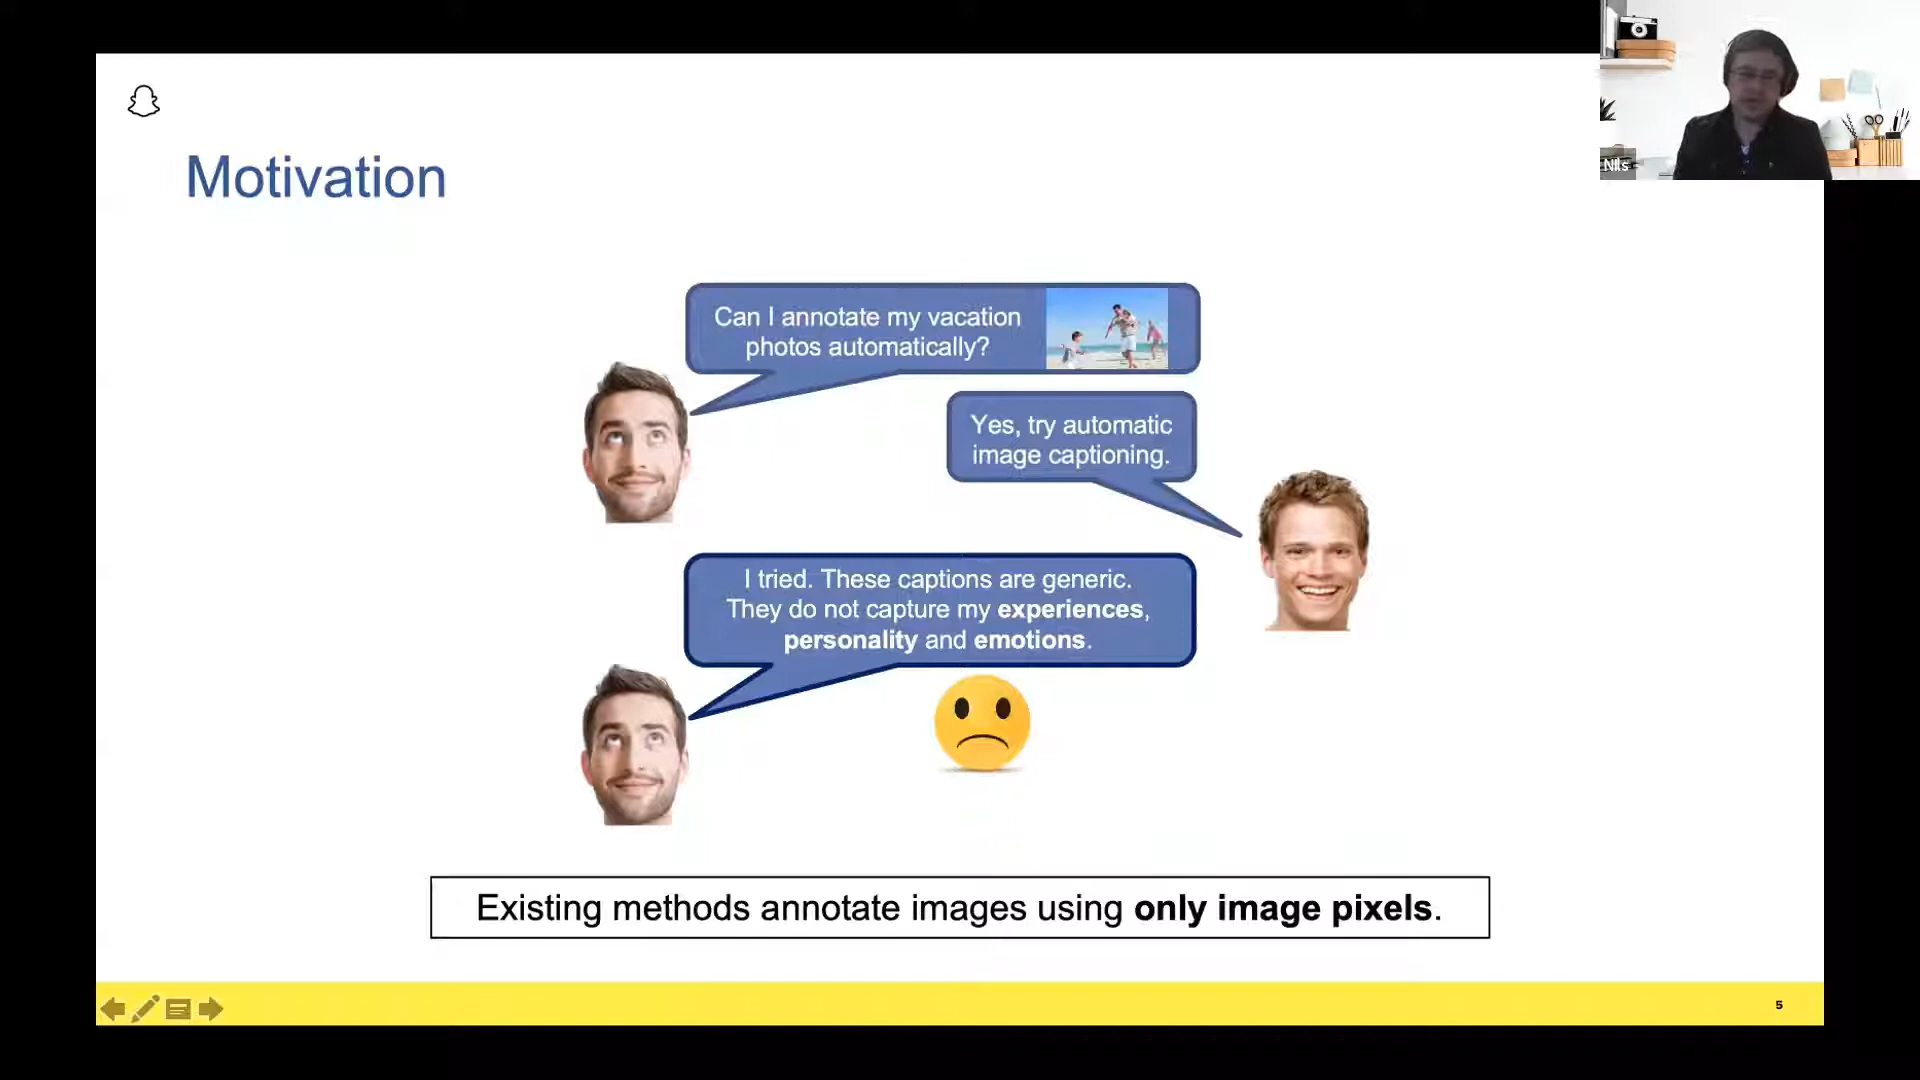 Nils
Motivation
Can I annotate my vacation
photos automatically?
Yes, try automatic
image captioning.
I tried. These captions are generic.
They do not capture my experiences,
personality and emotions.
Existing methods annotate images using only image pixels.
5